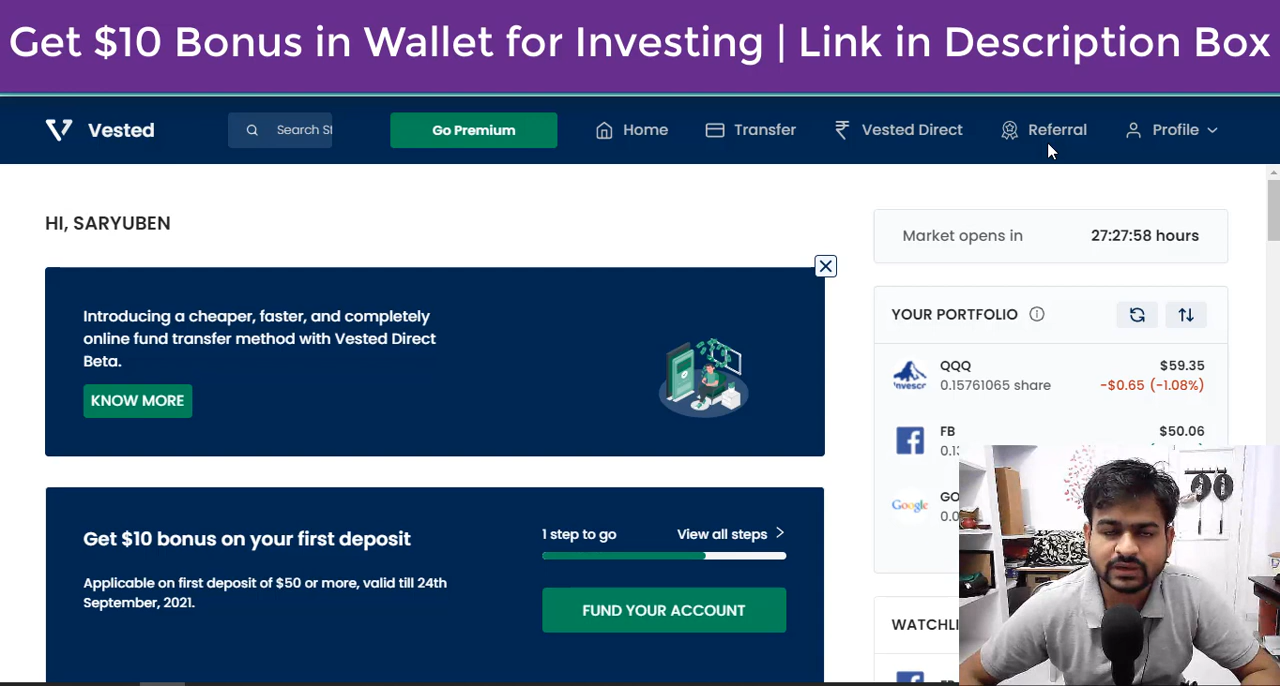 Get $10 Bonus in Wallet for Investing | Link in Description Box
Vested
Search
Go Premium
Home
Transfer
Vested Direct
Referral
Profile
HI, SARYUBEN
Market opens in 27:27:58 hours
Introducing a cheaper, faster, and completely
online fund transfer method with Vested Direct
Beta.
KNOW MORE
YOUR PORTFOLIO
Invesco
QQQ $59.35
0.15761065 share -$0.65 (-1.08%)
FB $50.06
Google
Get $10 bonus on your first deposit
Applicable on first deposit of $50 or more, valid till 24th
September, 2021.
1 step to go View all steps
FUND YOUR ACCOUNT